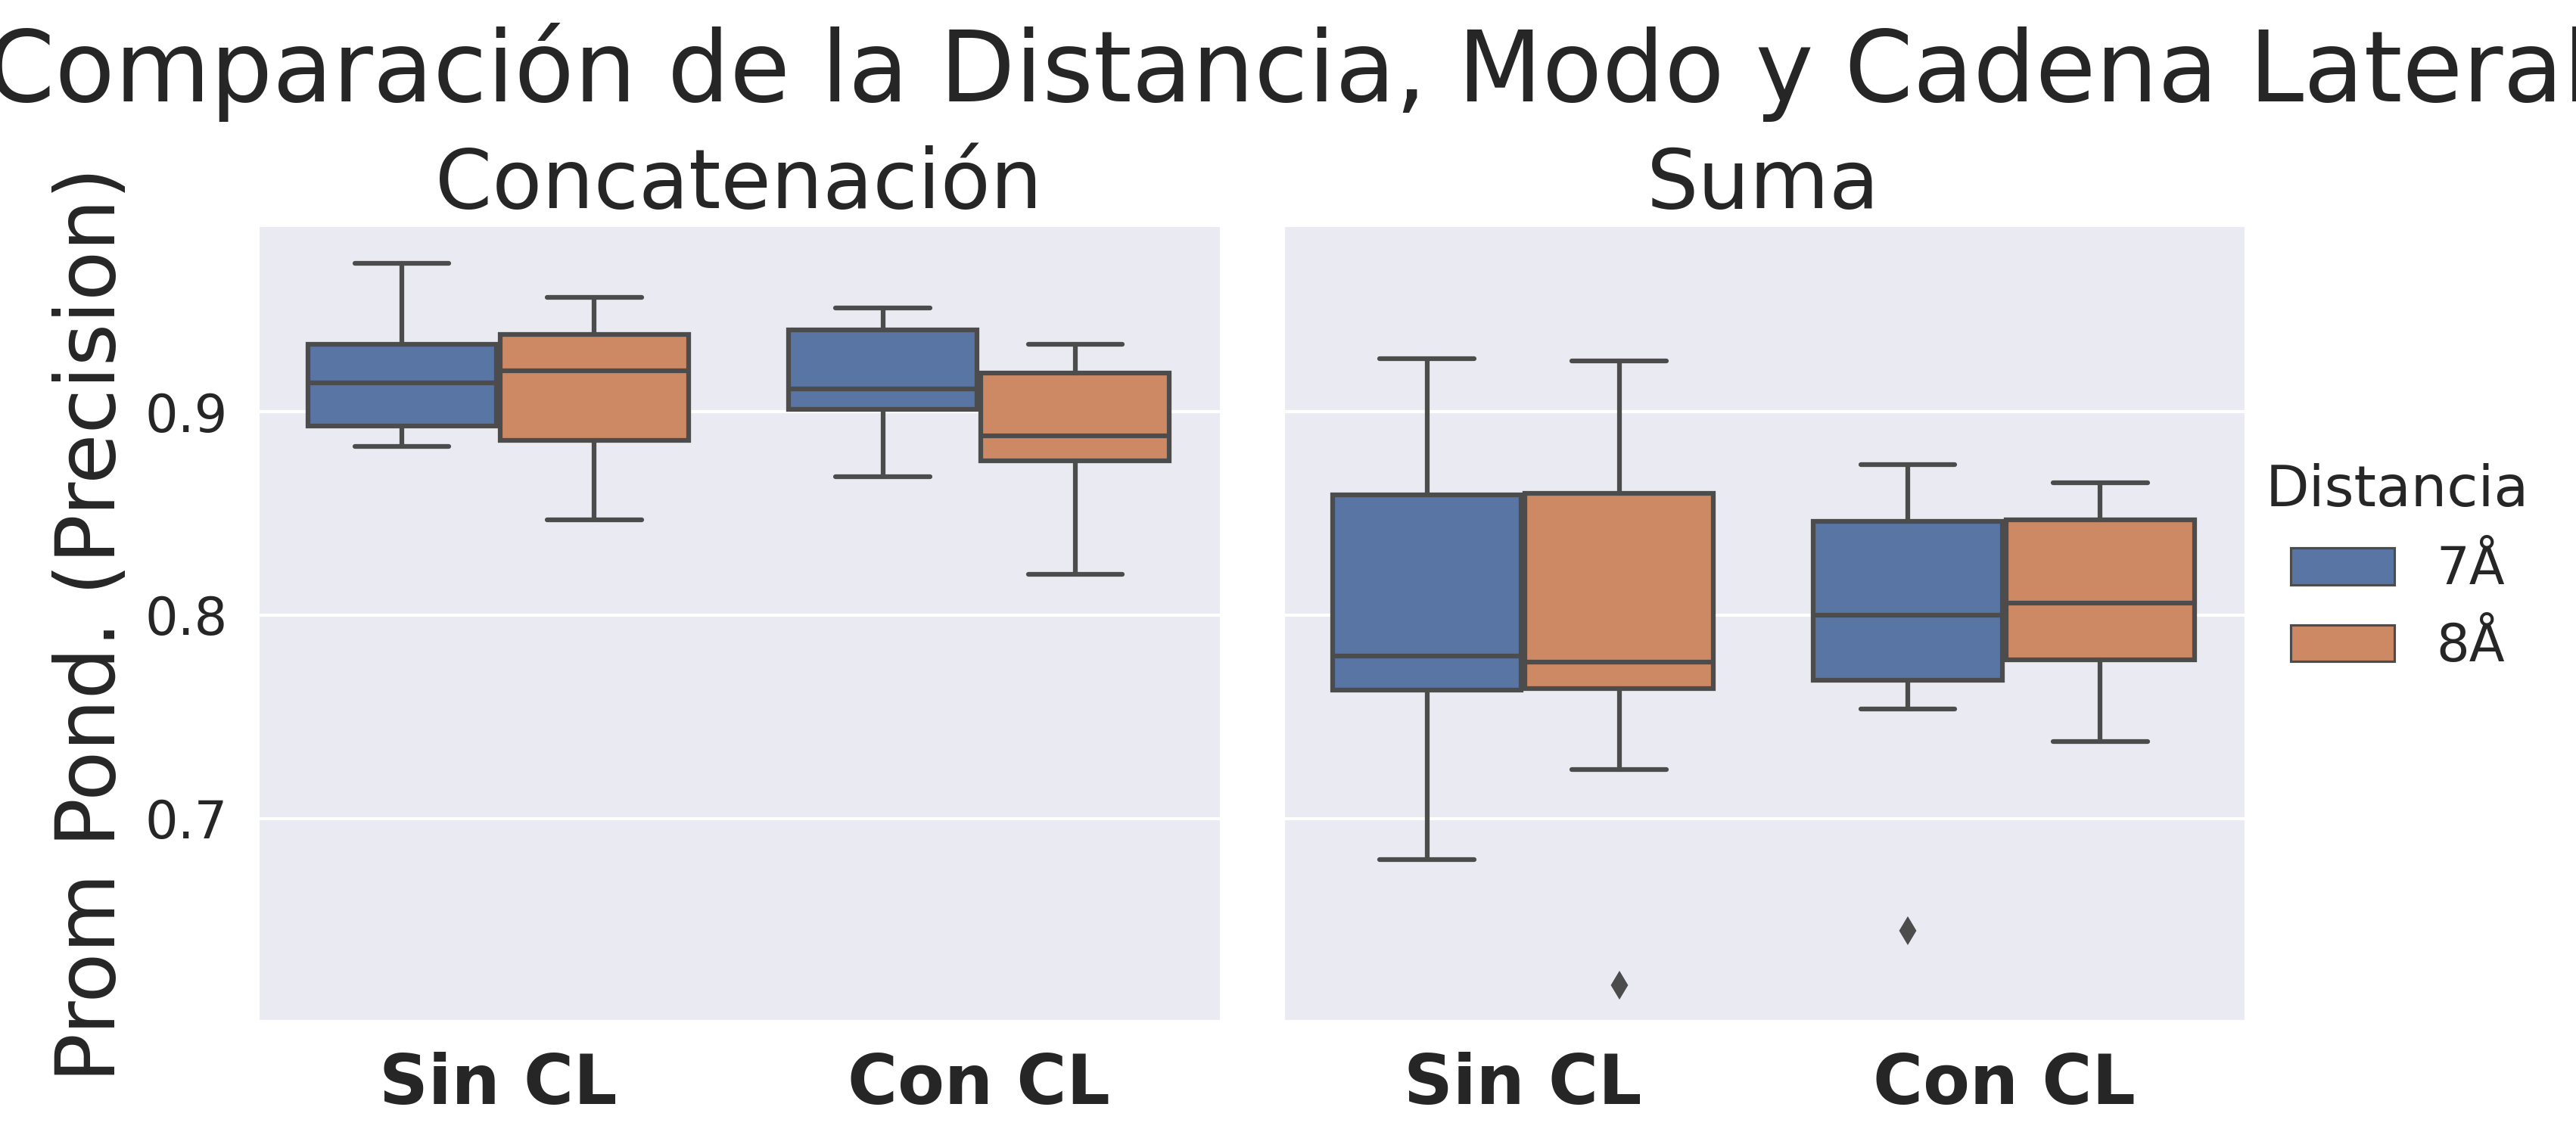 Comparación de la Distancia, Modo y Cadena Lateral
Concatenación
Suma
Prom Pond. (Precision)
0.9
0.8
0.7
Sin CL
Con CL
Sin CL
Con CL
Distancia
7Å
8Å